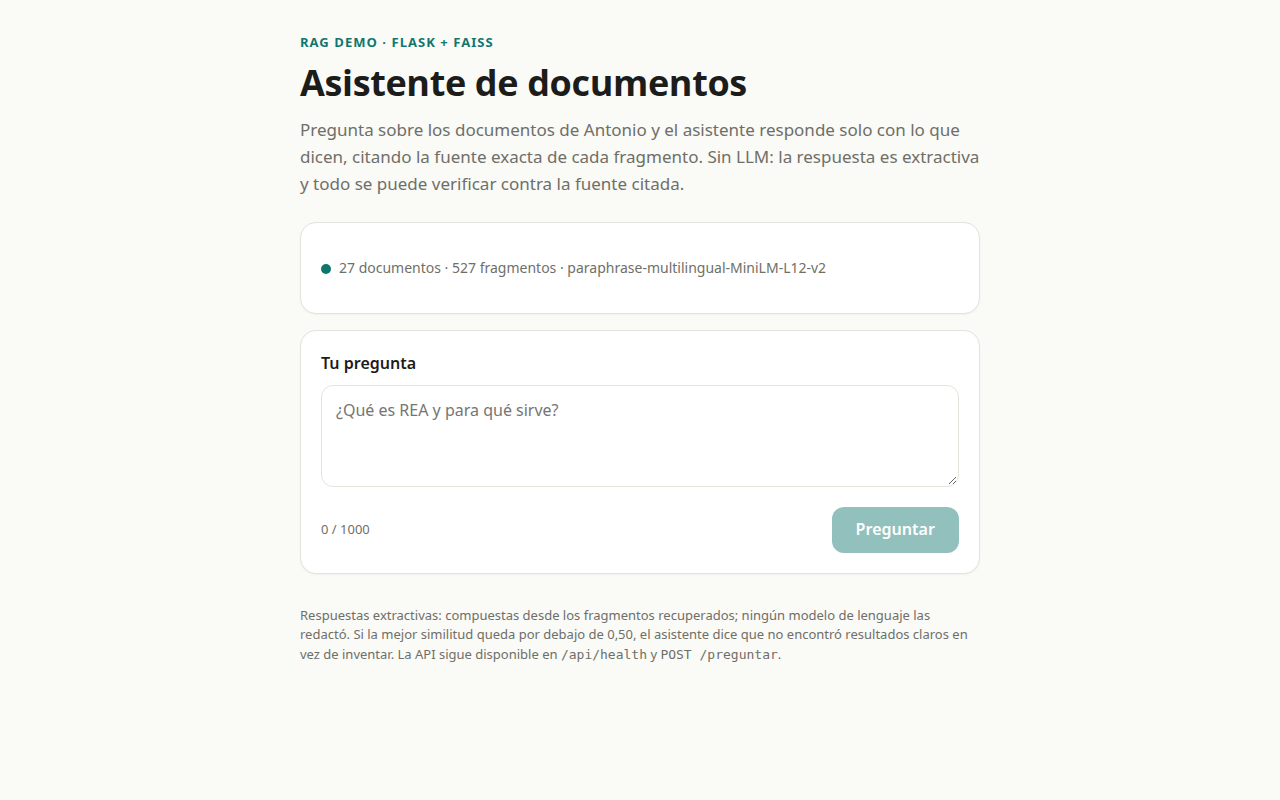 RAG DEMO · FLASK + FAISS
Asistente de documentos
Pregunta sobre los documentos de Antonio y el asistente responde solo con lo que
dicen, citando la fuente exacta de cada fragmento. Sin LLM: la respuesta es extractiva
y todo se puede verificar contra la fuente citada.
27 documentos · 527 fragmentos · paraphrase-multilingual-MiniLM-L12-v2
Tu pregunta
¿Qué es REA y para qué sirve?
0 / 1000
Preguntar
Respuestas extractivas: compuestas desde los fragmentos recuperados; ningún modelo de lenguaje las
redactó. Si la mejor similitud queda por debajo de 0,50, el asistente dice que no encontró resultados claros en
vez de inventar. La API sigue disponible en /api/health y POST /preguntar.